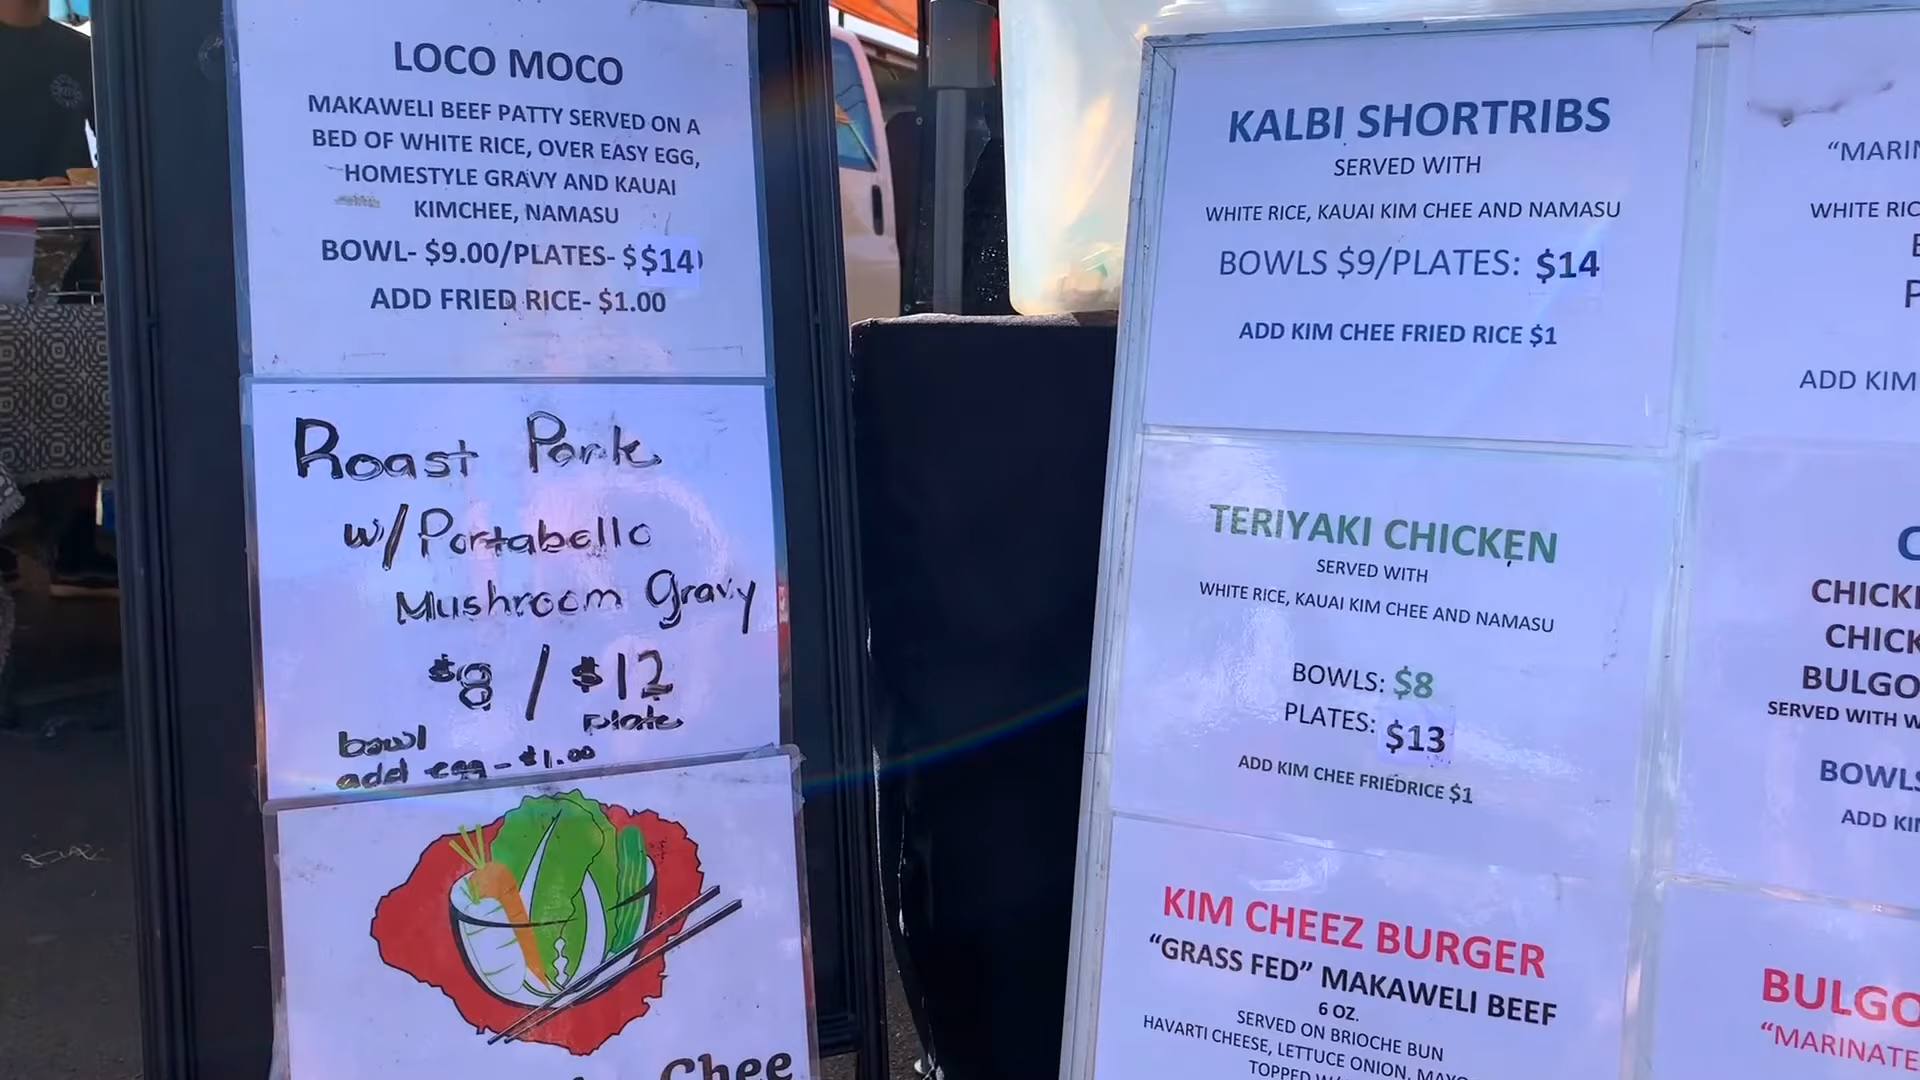 LOCO MOCO
MAKAWELI BEEF PATTY SERVED ON A
BED OF WHITE RICE, OVER EASY EGG,
HOMESTYLE GRAVY AND KAUAI
KIMCHEE, NAMASU
BOWL- $9.00/PLATES- $$14
ADD FRIED RICE- $1.00
Roast Pork
w/ Portabello
Mushroom Gravy
$8 / $12
bowl plate
add egg - $1.00
Chee
KALBI SHORTRIBS
SERVED WITH
WHITE RICE, KAUAI KIM CHEE AND NAMASU
BOWLS $9/PLATES: $14
ADD KIM CHEE FRIED RICE $1
TERIYAKI CHICKEN
SERVED WITH
WHITE RICE, KAUAI KIM CHEE AND NAMASU
BOWLS: $8
PLATES: $13
ADD KIM CHEE FRIEDRICE $1
KIM CHEEZ BURGER
"GRASS FED" MAKAWELI BEEF
6 OZ.
SERVED ON BRIOCHE BUN
HAVARTI CHEESE, LETTUCE ONION, MAYO
TOPPED
"MARIN
WHITE RIC
ADD KIM
CHICK
CHICK
BULGO
SERVED WITH W
BOWLS
ADD KI
BULGO
"MARINATE